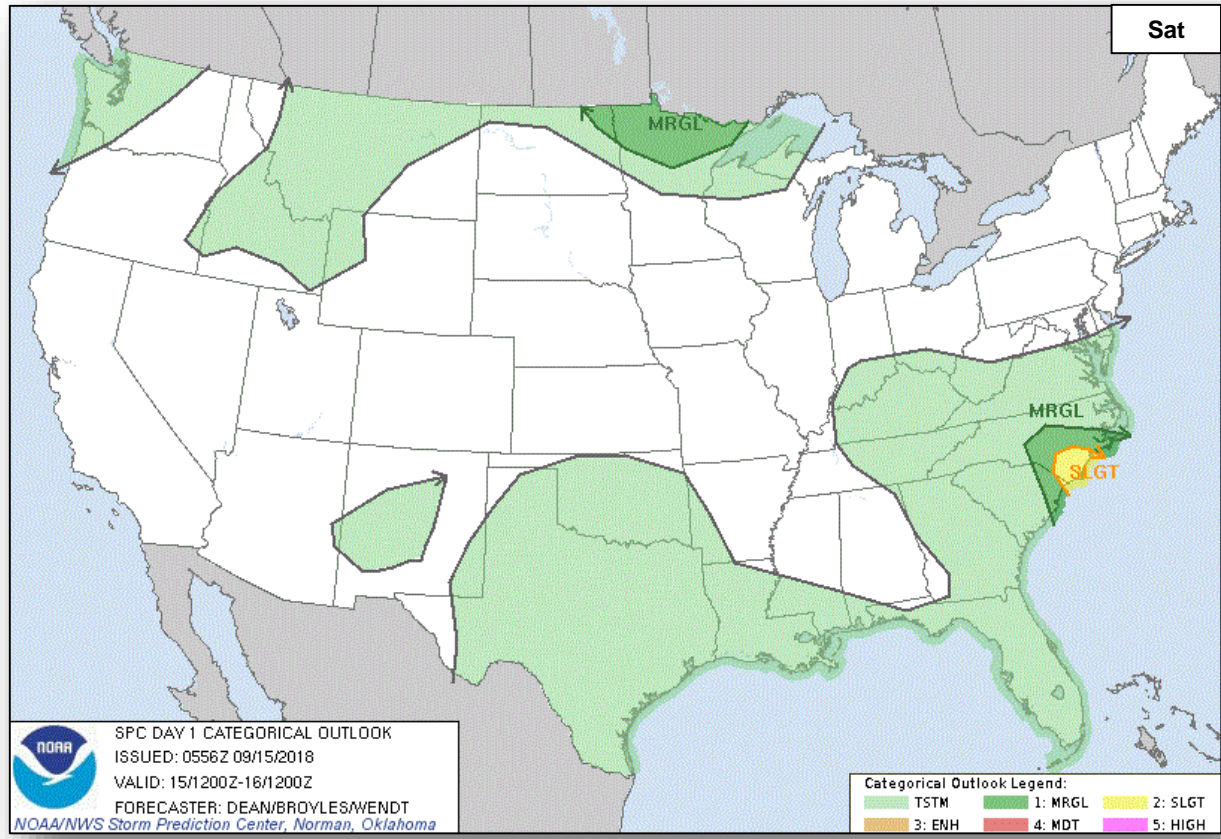 Sat
MRGL
MRGL
SLGT
NOAA
SPC DAY 1 CATEGORICAL OUTLOOK
ISSUED: 0556Z 09/15/2018
VALID: 15/1200Z-16/1200Z
FORECASTER: DEAN/BROYLES/WENDT
NOAA/NWS Storm Prediction Center, Norman, Oklahoma
Categorical Outlook Legend:
TSTM 1: MRGL 2: SLGT
3: ENH 4: MDT 5: HIGH